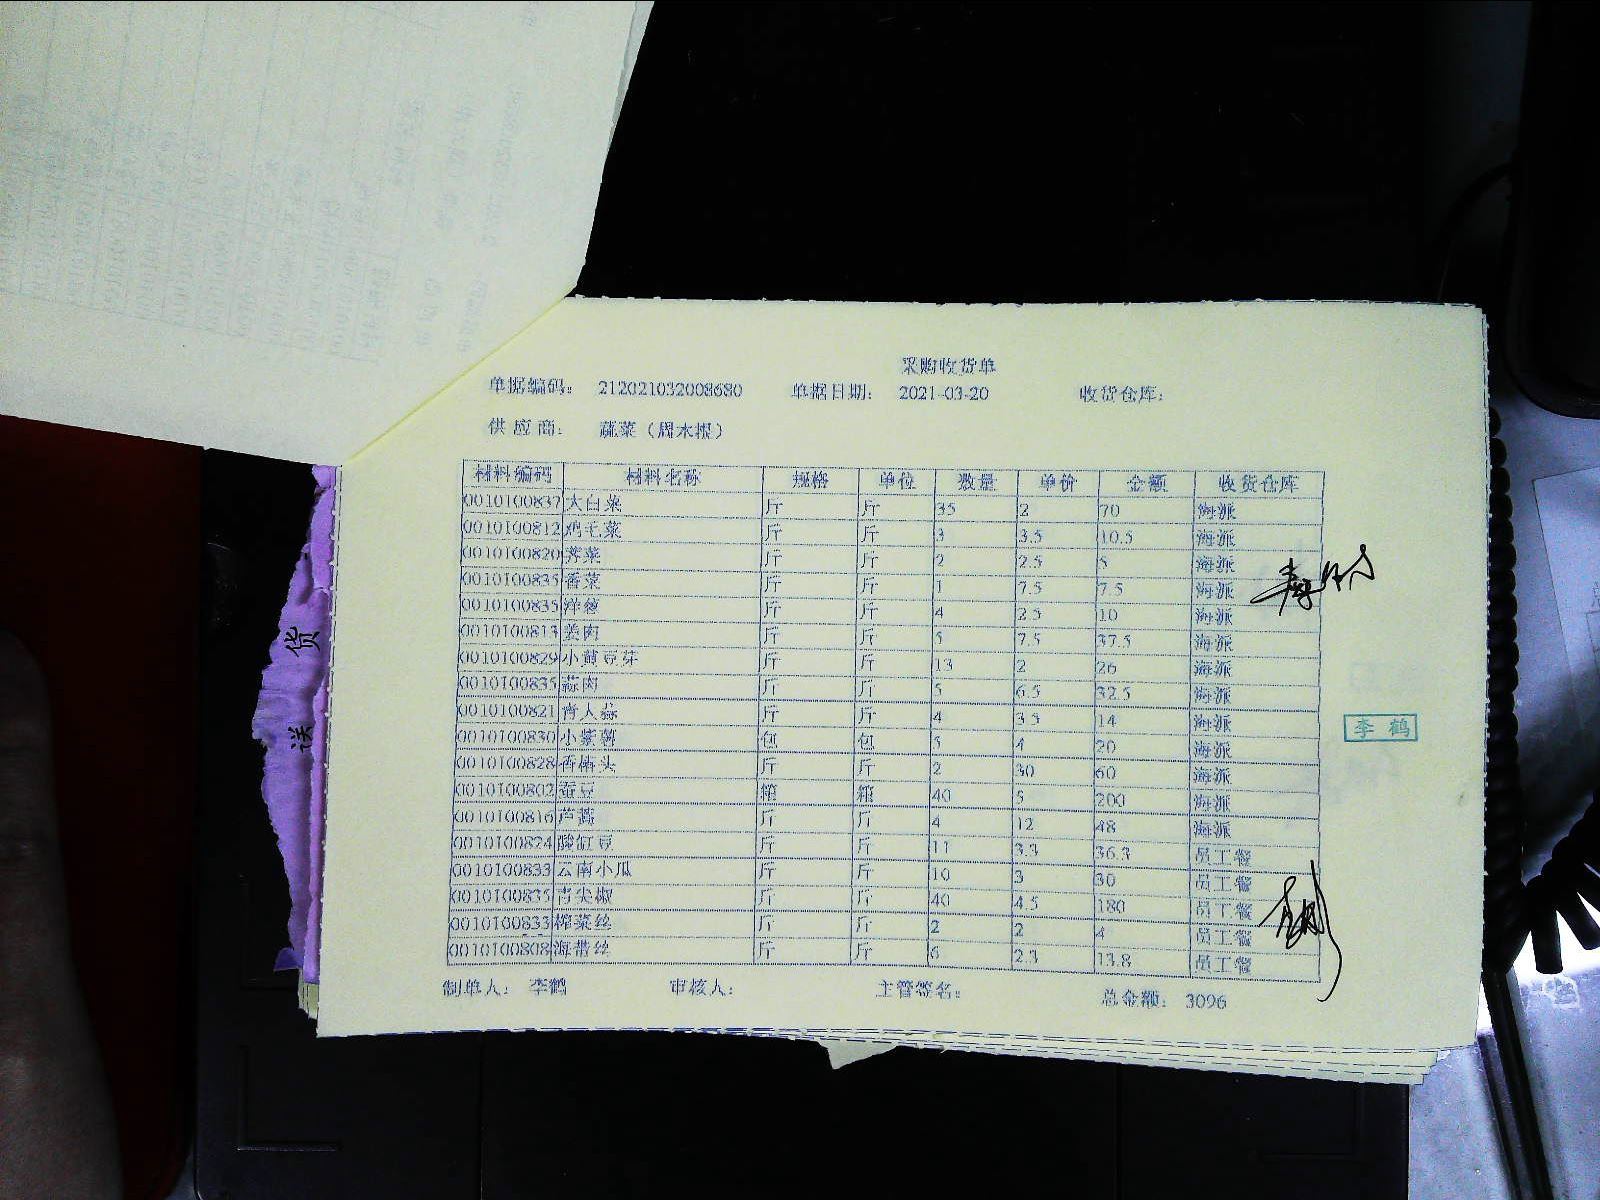 采购收货单
单据编码： 212021032008680 单据日期： 2021-03-20 收货仓库：
供应商： 蔬菜（周木根）
材料编码 材料名称 规格 单位 数量 单价 金额 收货仓库
0010100837 大白菜 斤 斤 35 2 70 海派
0010100812 鸡毛菜 斤 斤 3 3.5 10.5 海派
0010100820 荠菜 斤 斤 2 2.5 5 海派
0010100835 香菜 斤 斤 1 7.5 7.5 海派
0010100835 洋葱 斤 斤 4 2.5 10 海派
0010100813 姜肉 斤 斤 5 7.5 37.5 海派
0010100829 小黄豆芽 斤 斤 13 2 26 海派
0010100835 蒜肉 斤 斤 5 6.5 32.5 海派
0010100821 青大蒜 斤 斤 4 3.5 14 海派
0010100830 小紫薯 包 包 5 4 20 海派
0010100828 香椿头 斤 斤 2 30 60 海派
0010100802 蚕豆 箱 箱 40 5 200 海派
0010100816 芦蒿 斤 斤 4 12 48 海派
0010100824 酸豇豆 斤 斤 11 3.3 36.3 员工餐
0010100833 云南小瓜 斤 斤 10 3 30 员工餐
0010100835 青尖椒 斤 斤 40 4.5 180 员工餐
0010100833 榨菜丝 斤 斤 2 2 4 员工餐
0010100808 海带丝 斤 斤 6 2.3 13.8 员工餐
制单人： 李鹤 审核人： 主管签名： 总金额： 3096
李鹤
送货